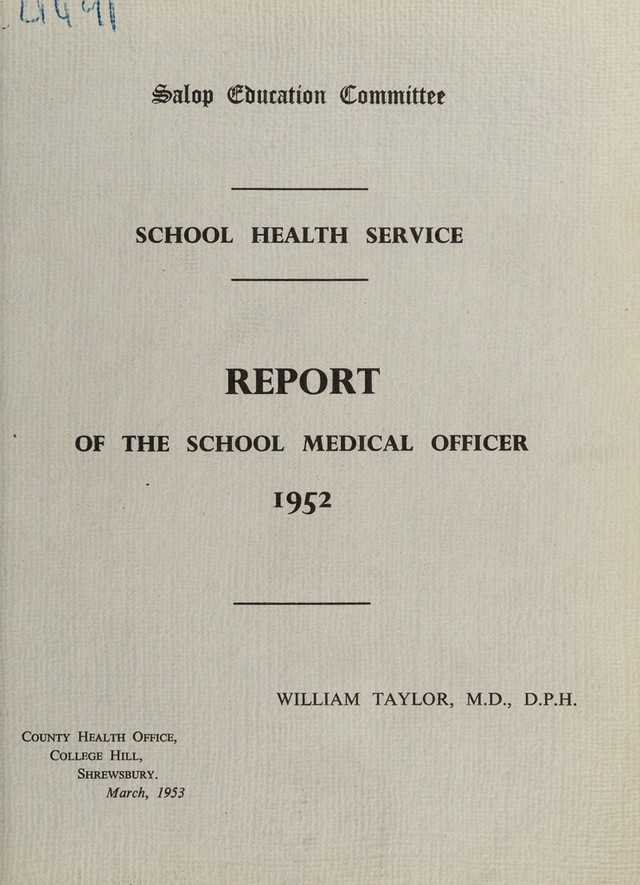 Salop Education Committee
SCHOOL HEALTH SERVICE
REPORT
OF THE SCHOOL MEDICAL OFFICER
1952
WILLIAM TAYLOR, M.D., D.P.H.
COUNTY HEALTH OFFICE,
COLLEGE HILL,
SHREWSBURY.
March, 1953